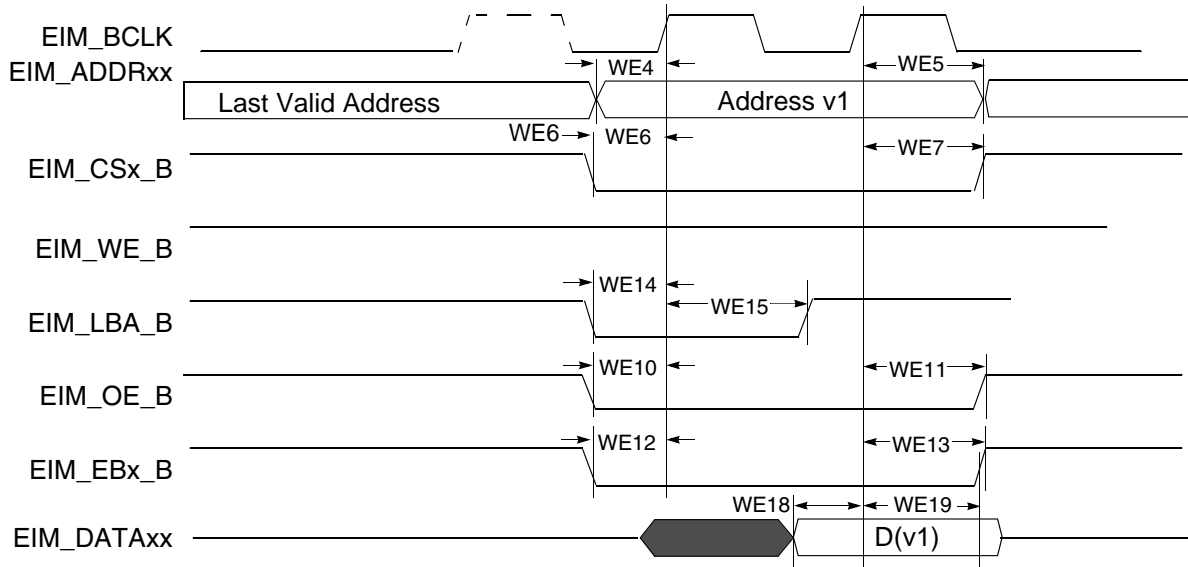 EIM_BCLK
EIM_ADDRxx
WE4
WE5
Last Valid Address
Address v1
WE6
WE6
WE7
EIM_CSx_B
EIM_WE_B
WE14
WE15
EIM_LBA_B
WE10
WE11
EIM_OE_B
WE12
WE13
EIM_EBx_B
WE18
WE19
EIM_DATAxx
D(v1)